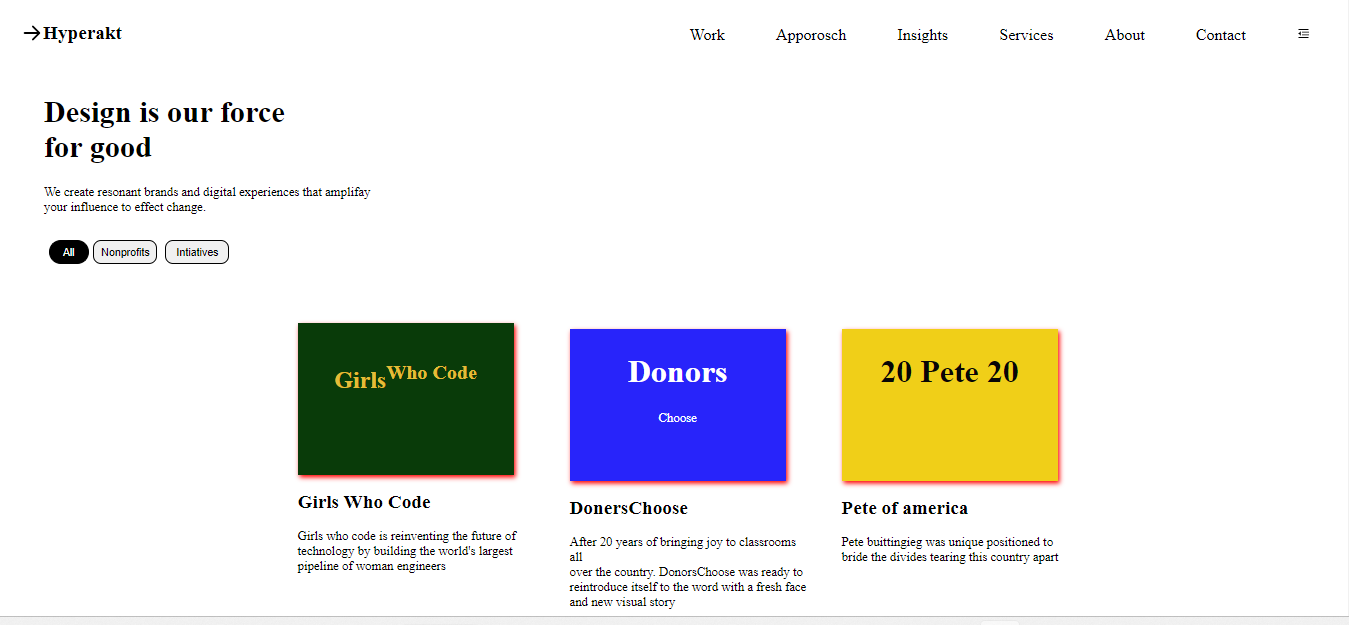 Hyperakt
Work Apporosch Insights Services About Contact
Design is our force
for good
We create resonant brands and digital experiences that amplifay
your influence to effect change.
All Nonprofits Intiatives
Girls Who Code
Donors
Choose
20 Pete 20
Girls Who Code
Girls who code is reinventing the future of
technology by building the world's largest
pipeline of woman engineers
DonersChoose
After 20 years of bringing joy to classrooms
all
over the country. DonorsChoose was ready to
reintroduce itself to the word with a fresh face
and new visual story
Pete of america
Pete buittingieg was unique positioned to
bride the divides tearing this country apart